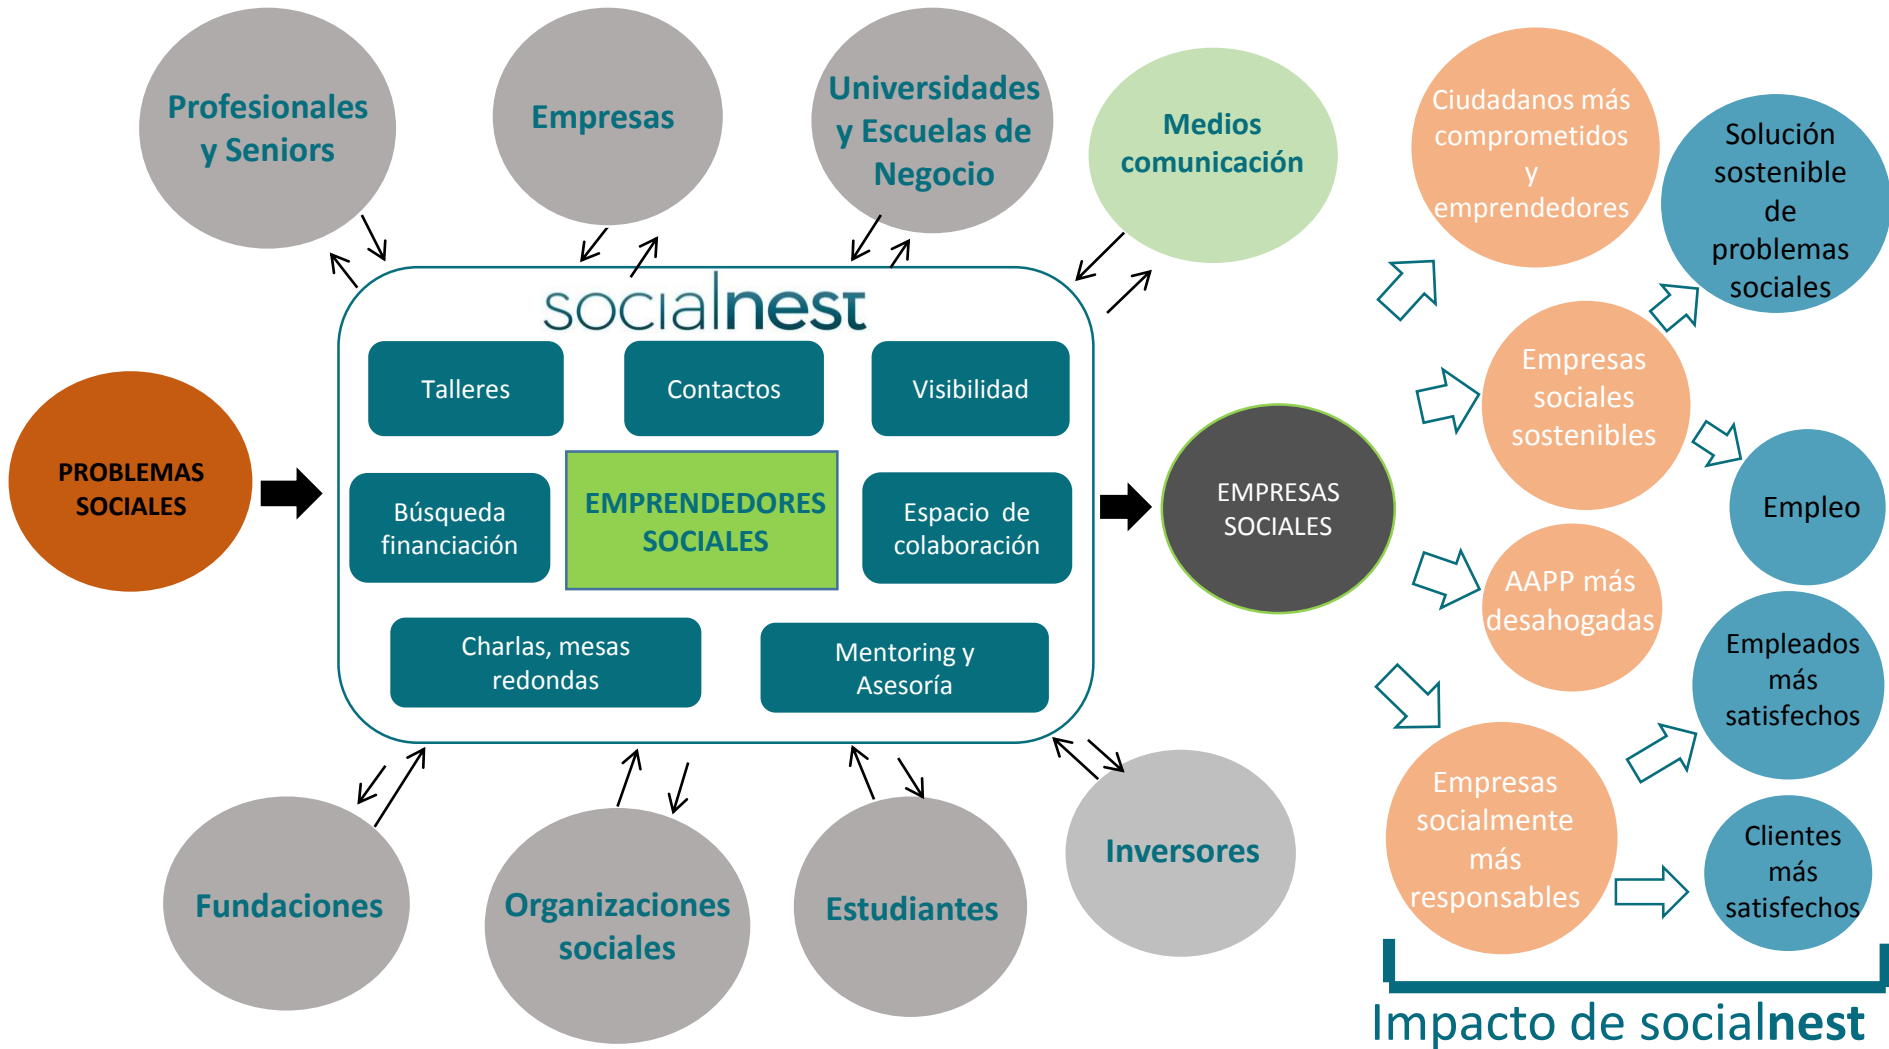 Profesionales
y Seniors
Empresas
Universidades
y Escuelas de
Negocio
Medios
comunicación
Ciudadanos más
comprometidos
y
emprendedores
Solución
sostenible
de
problemas
sociales
socialnest
Talleres
Contactos
Visibilidad
Empresas
sociales
sostenibles
PROBLEMAS
SOCIALES
Búsqueda
financiación
EMPRENDEDORES
SOCIALES
Espacio de
colaboración
EMPRESAS
SOCIALES
Empleo
AAPP más
desahogadas
Charlas, mesas
redondas
Mentoring y
Asesoría
Empleados
más
satisfechos
Empresas
socialmente
más
responsables
Clientes
más
satisfechos
Fundaciones
Organizaciones
sociales
Estudiantes
Inversores
Impacto de socialnest